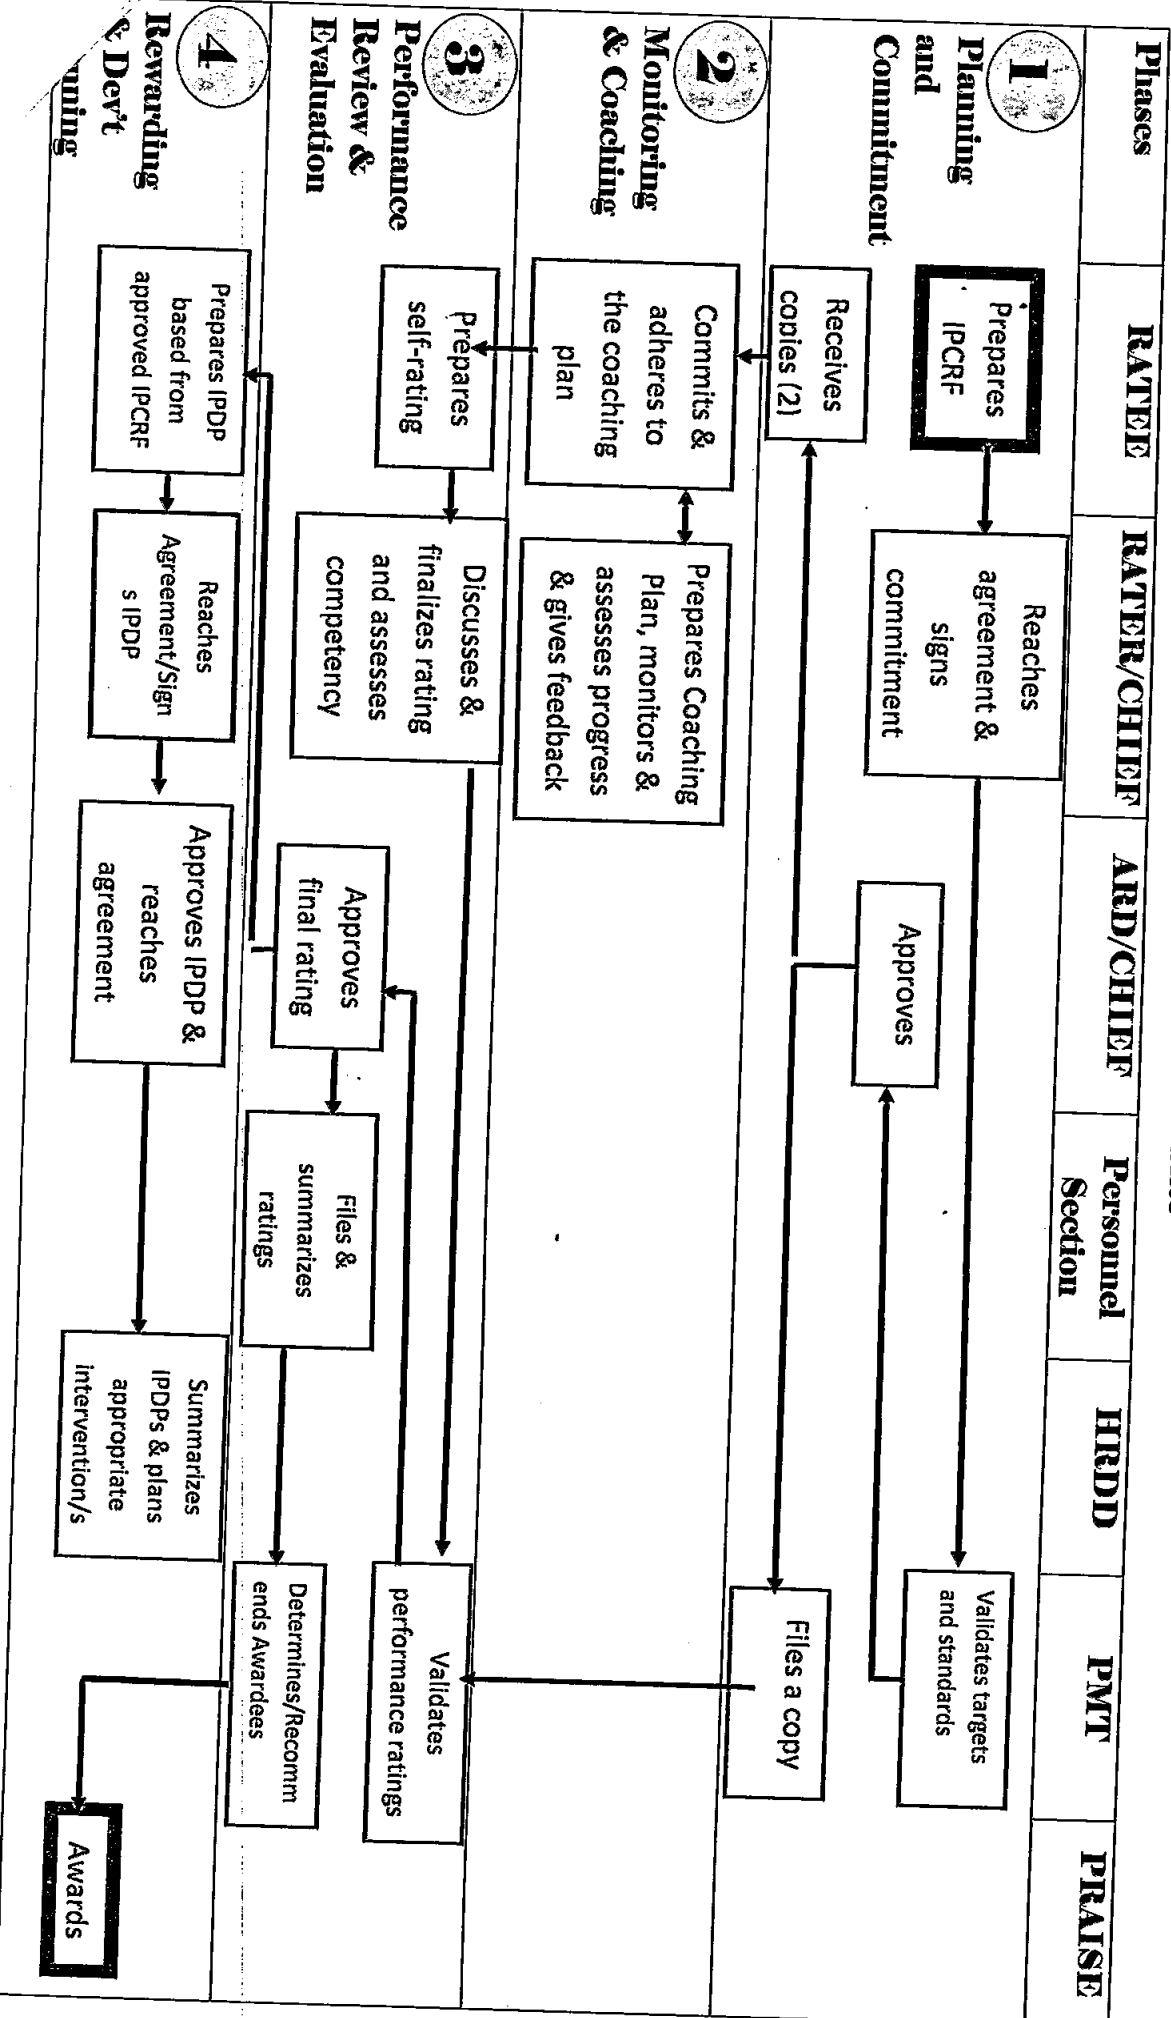 Phases
RATEE
RATER/CHIEF
ARD/CHIEF
Personnel
Section
HRDD
PMT
PRAISE
1
Planning
and
Commitment
Prepares
IPCRF
Reaches
agreement &
signs
commitment
Validates targets
and standards
Approves
Receives
copies (2)
Files a copy
2
Monitoring
& Coaching
Commits &
adheres to
the coaching
plan
Prepares Coaching
Plan, monitors &
assesses progress
& gives feedback
3
Performance
Review &
Evaluation
Prepares
self-rating
Discusses &
finalizes rating
and assesses
competency
Validates
performance ratings
Approves
final rating
Files &
summarizes
ratings
Determines/Recomm
ends Awardees
4
Rewarding
& Dev't
Prepares IPDP
based from
approved IPCRF
Reaches
Agreement/Sign
s IPDP
Approves IPDP &
reaches
agreement
Summarizes
IPDPs & plans
appropriate
intervention/s
Awards